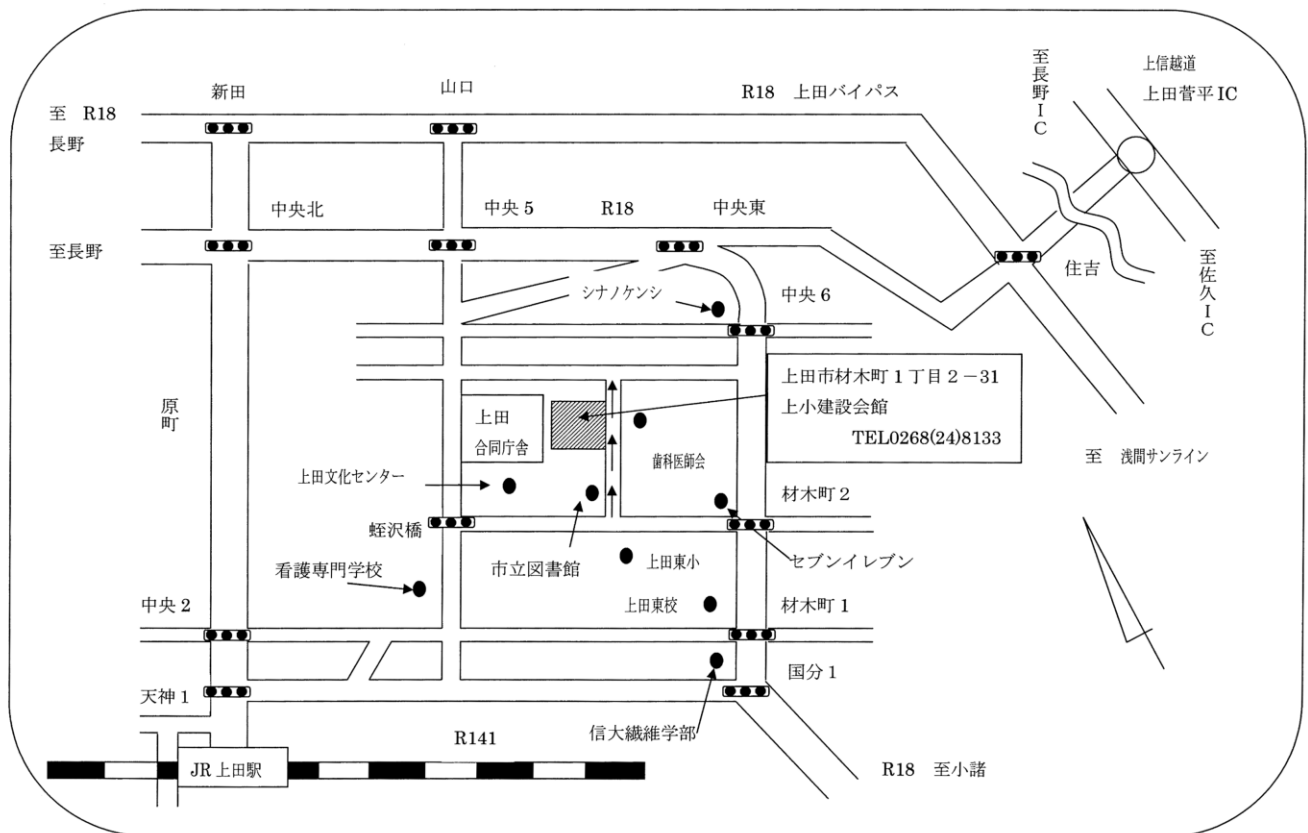 新田
山口
R18 上田バイパス
至長野IC
上信越道
上田菅平IC
至 R18
長野
中央北
中央5
R18
中央東
至長野
住吉
至佐久IC
シナノケンシ
中央6
原町
上田
合同庁舎
上田市材木町1丁目2-31
上小建設会館
TEL0268(24)8133
歯科医師会
至 浅間サンライン
上田文化センター
材木町2
蛭沢橋
看護専門学校
市立図書館
上田東小
セブンイレブン
中央2
上田東校
材木町1
天神1
国分1
信大繊維学部
R141
JR上田駅
R18 至小諸